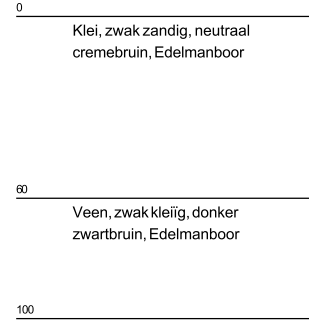 0
Klei, zwak zandig, neutraal
cremebruin, Edelmanboor
60
Veen, zwak kleiïg, donker
zwartbruin, Edelmanboor
100